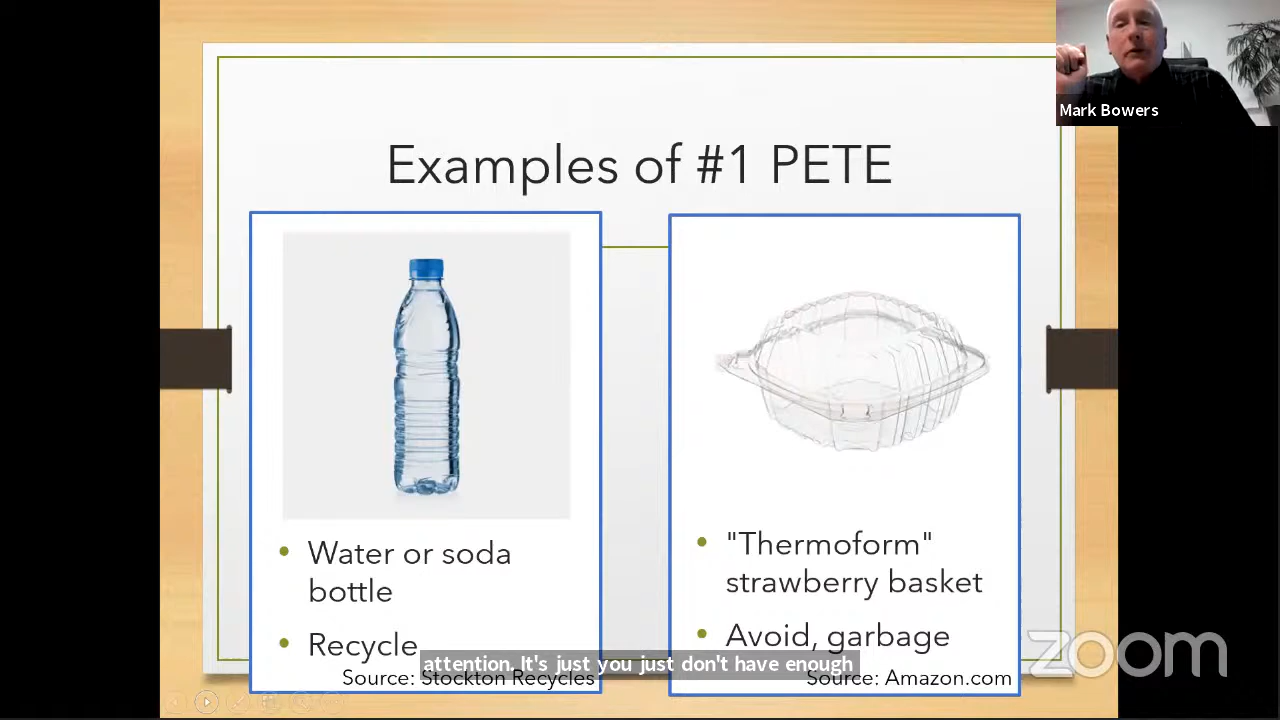 Mark Bowers
Examples of #1 PETE
• Water or soda
bottle
• Recycle
Source: Stockton Recycles
• "Thermoform"
strawberry basket
• Avoid, garbage
Source: Amazon.com
attention. It's just you just don't have enough
zoom